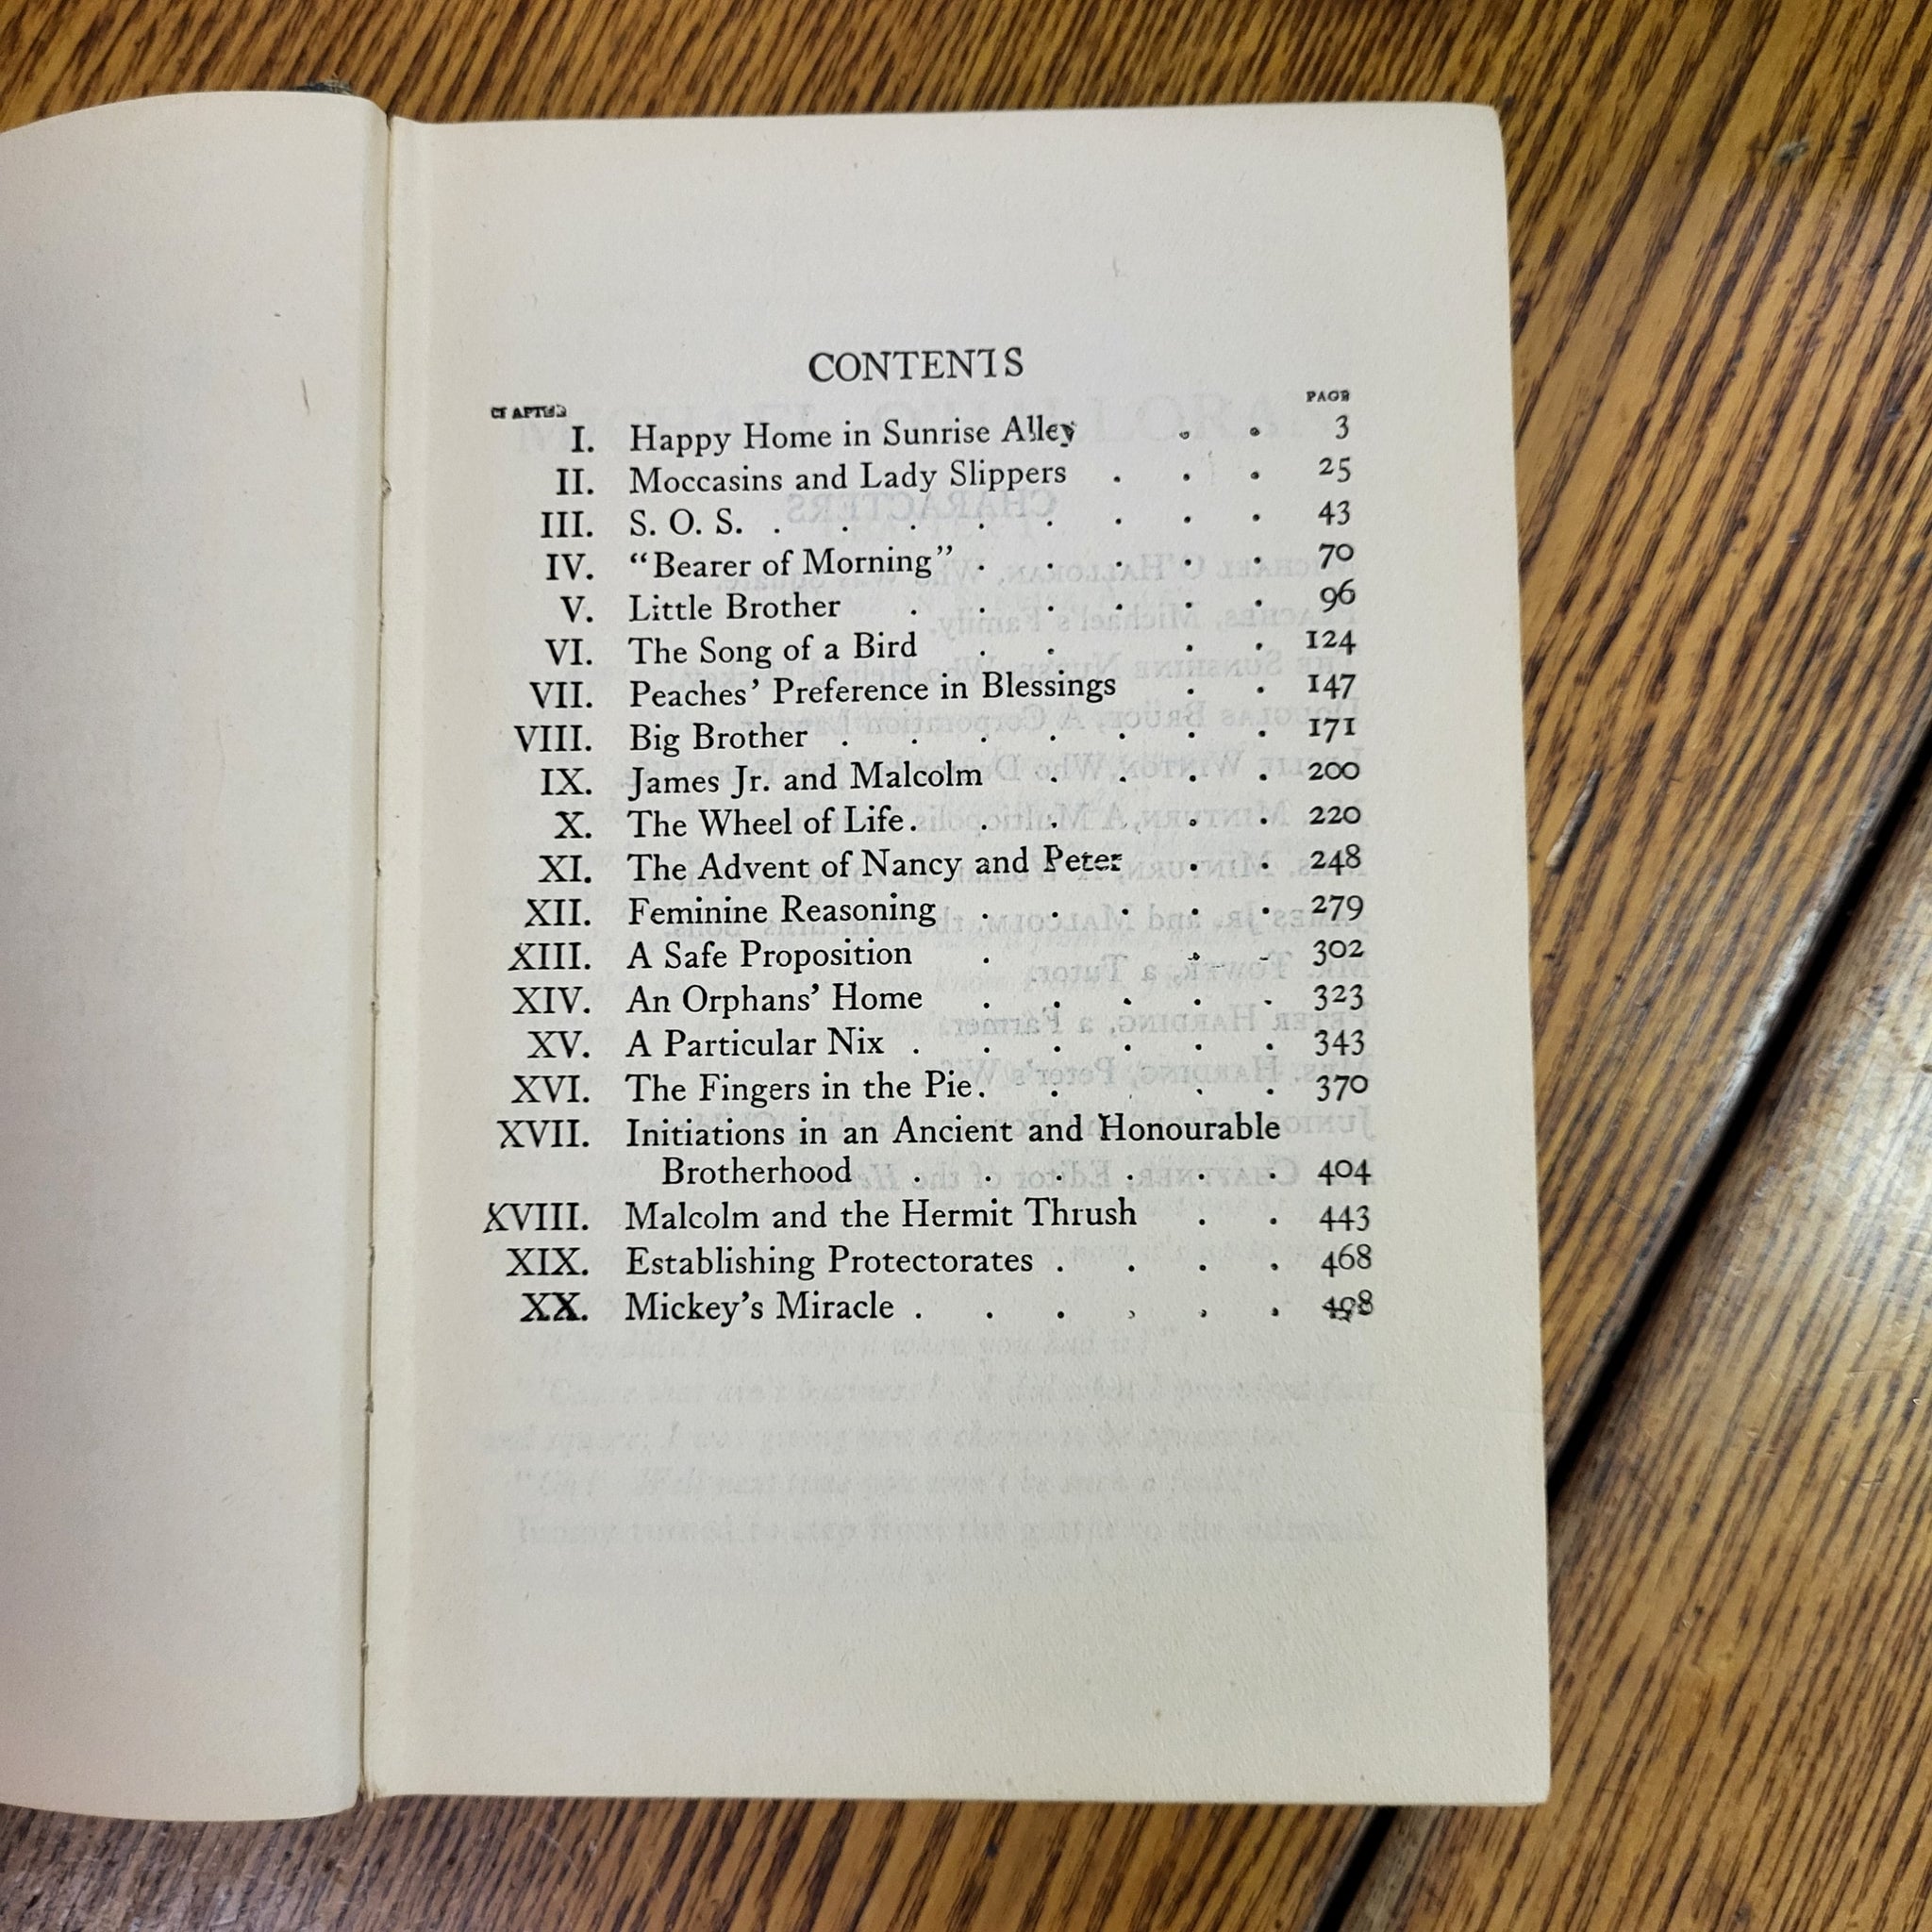 CONTENTS
CHAPTER PAGE
I. Happy Home in Sunrise Alley . . 3
II. Moccasins and Lady Slippers . . . 25
III. S. O. S. . . . . . . . . 43
IV. “Bearer of Morning” . . . . . 70
V. Little Brother . . . . . . 96
VI. The Song of a Bird . . . . 124
VII. Peaches’ Preference in Blessings . . 147
VIII. Big Brother . . . . . . . 171
IX. James Jr. and Malcolm . . . . 200
X. The Wheel of Life. . . . . . 220
XI. The Advent of Nancy and Peter . . 248
XII. Feminine Reasoning . . . . . 279
XIII. A Safe Proposition . . . 302
XIV. An Orphans’ Home . . . . . 323
XV. A Particular Nix . . . . . . 343
XVI. The Fingers in the Pie. . . . . 370
XVII. Initiations in an Ancient and Honourable
Brotherhood . . . . . . 404
XVIII. Malcolm and the Hermit Thrush . . 443
XIX. Establishing Protectorates . . . . 468
XX. Mickey’s Miracle . . . . . . 498